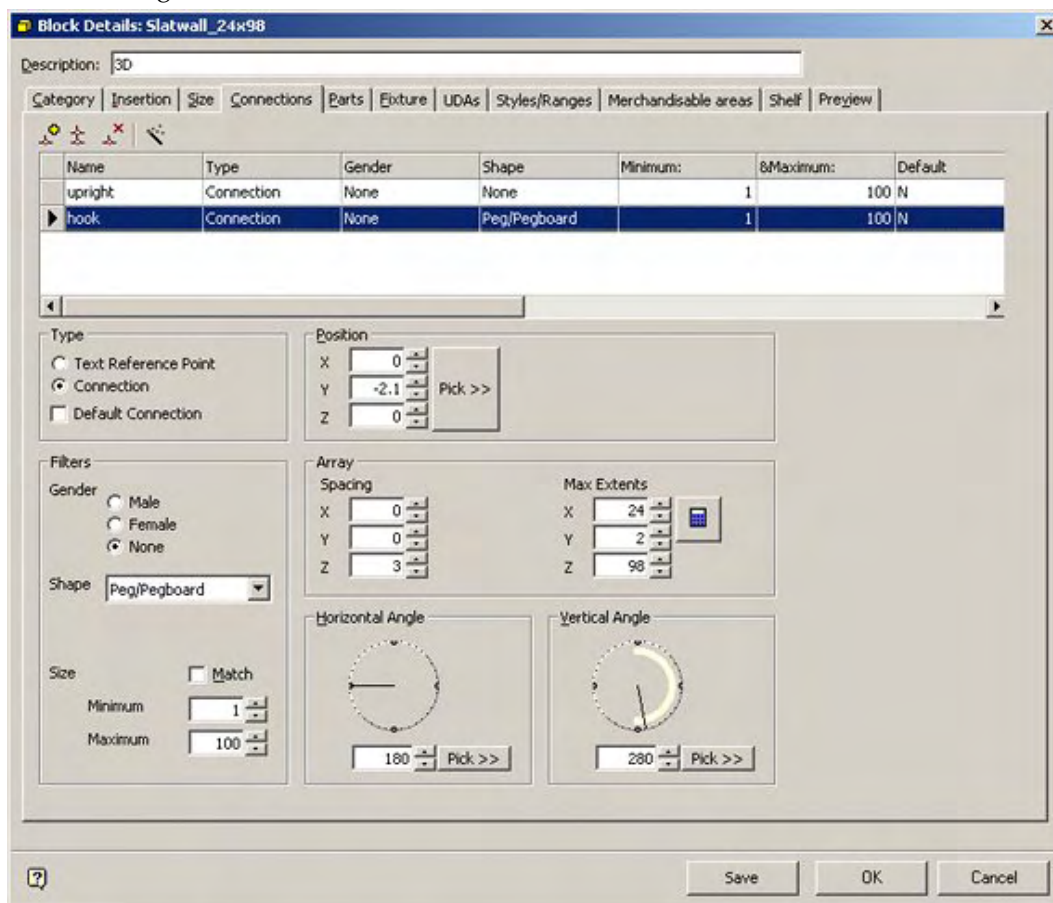 Block Details: Slatwall_24x98
Description: 3D
Category Insertion Size Connections Parts Fixture UDAs Styles/Ranges Merchandisable areas Shelf Preview
Name Type Gender Shape Minimum: &Maximum: Default
upright Connection None None 1 100 N
hook Connection None Peg/Pegboard 1 100 N
Type
Text Reference Point
Connection
Default Connection
Position
X 0
Y -2.1
Z 0
Pick >>
Filters
Gender
Male
Female
None
Shape Peg/Pegboard
Size Match
Minimum 1
Maximum 100
Array
Spacing
X 0
Y 0
Z 3
Max Extents
X 24
Y 2
Z 98
Horizontal Angle
180 Pick >>
Vertical Angle
280 Pick >>
Save OK Cancel